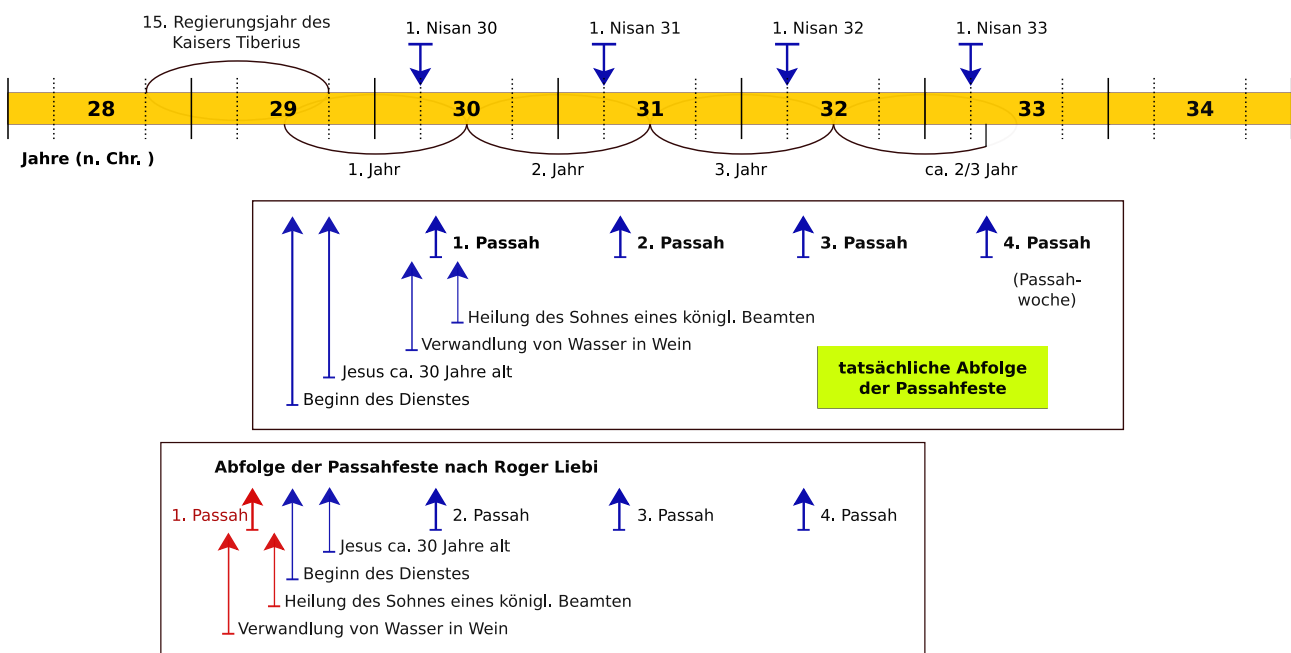 15. Regierungsjahr des
Kaisers Tiberius
1. Nisan 30
1. Nisan 31
1. Nisan 32
1. Nisan 33
28 29 30 31 32 33 34
Jahre (n. Chr. )
1. Jahr
2. Jahr
3. Jahr
ca. 2/3 Jahr
1. Passah
2. Passah
3. Passah
4. Passah
(Passah-
woche)
Heilung des Sohnes eines königl. Beamten
Verwandlung von Wasser in Wein
Jesus ca. 30 Jahre alt
Beginn des Dienstes
tatsächliche Abfolge
der Passahfeste
Abfolge der Passahfeste nach Roger Liebi
1. Passah
2. Passah
3. Passah
4. Passah
Jesus ca. 30 Jahre alt
Beginn des Dienstes
Heilung des Sohnes eines königl. Beamten
Verwandlung von Wasser in Wein